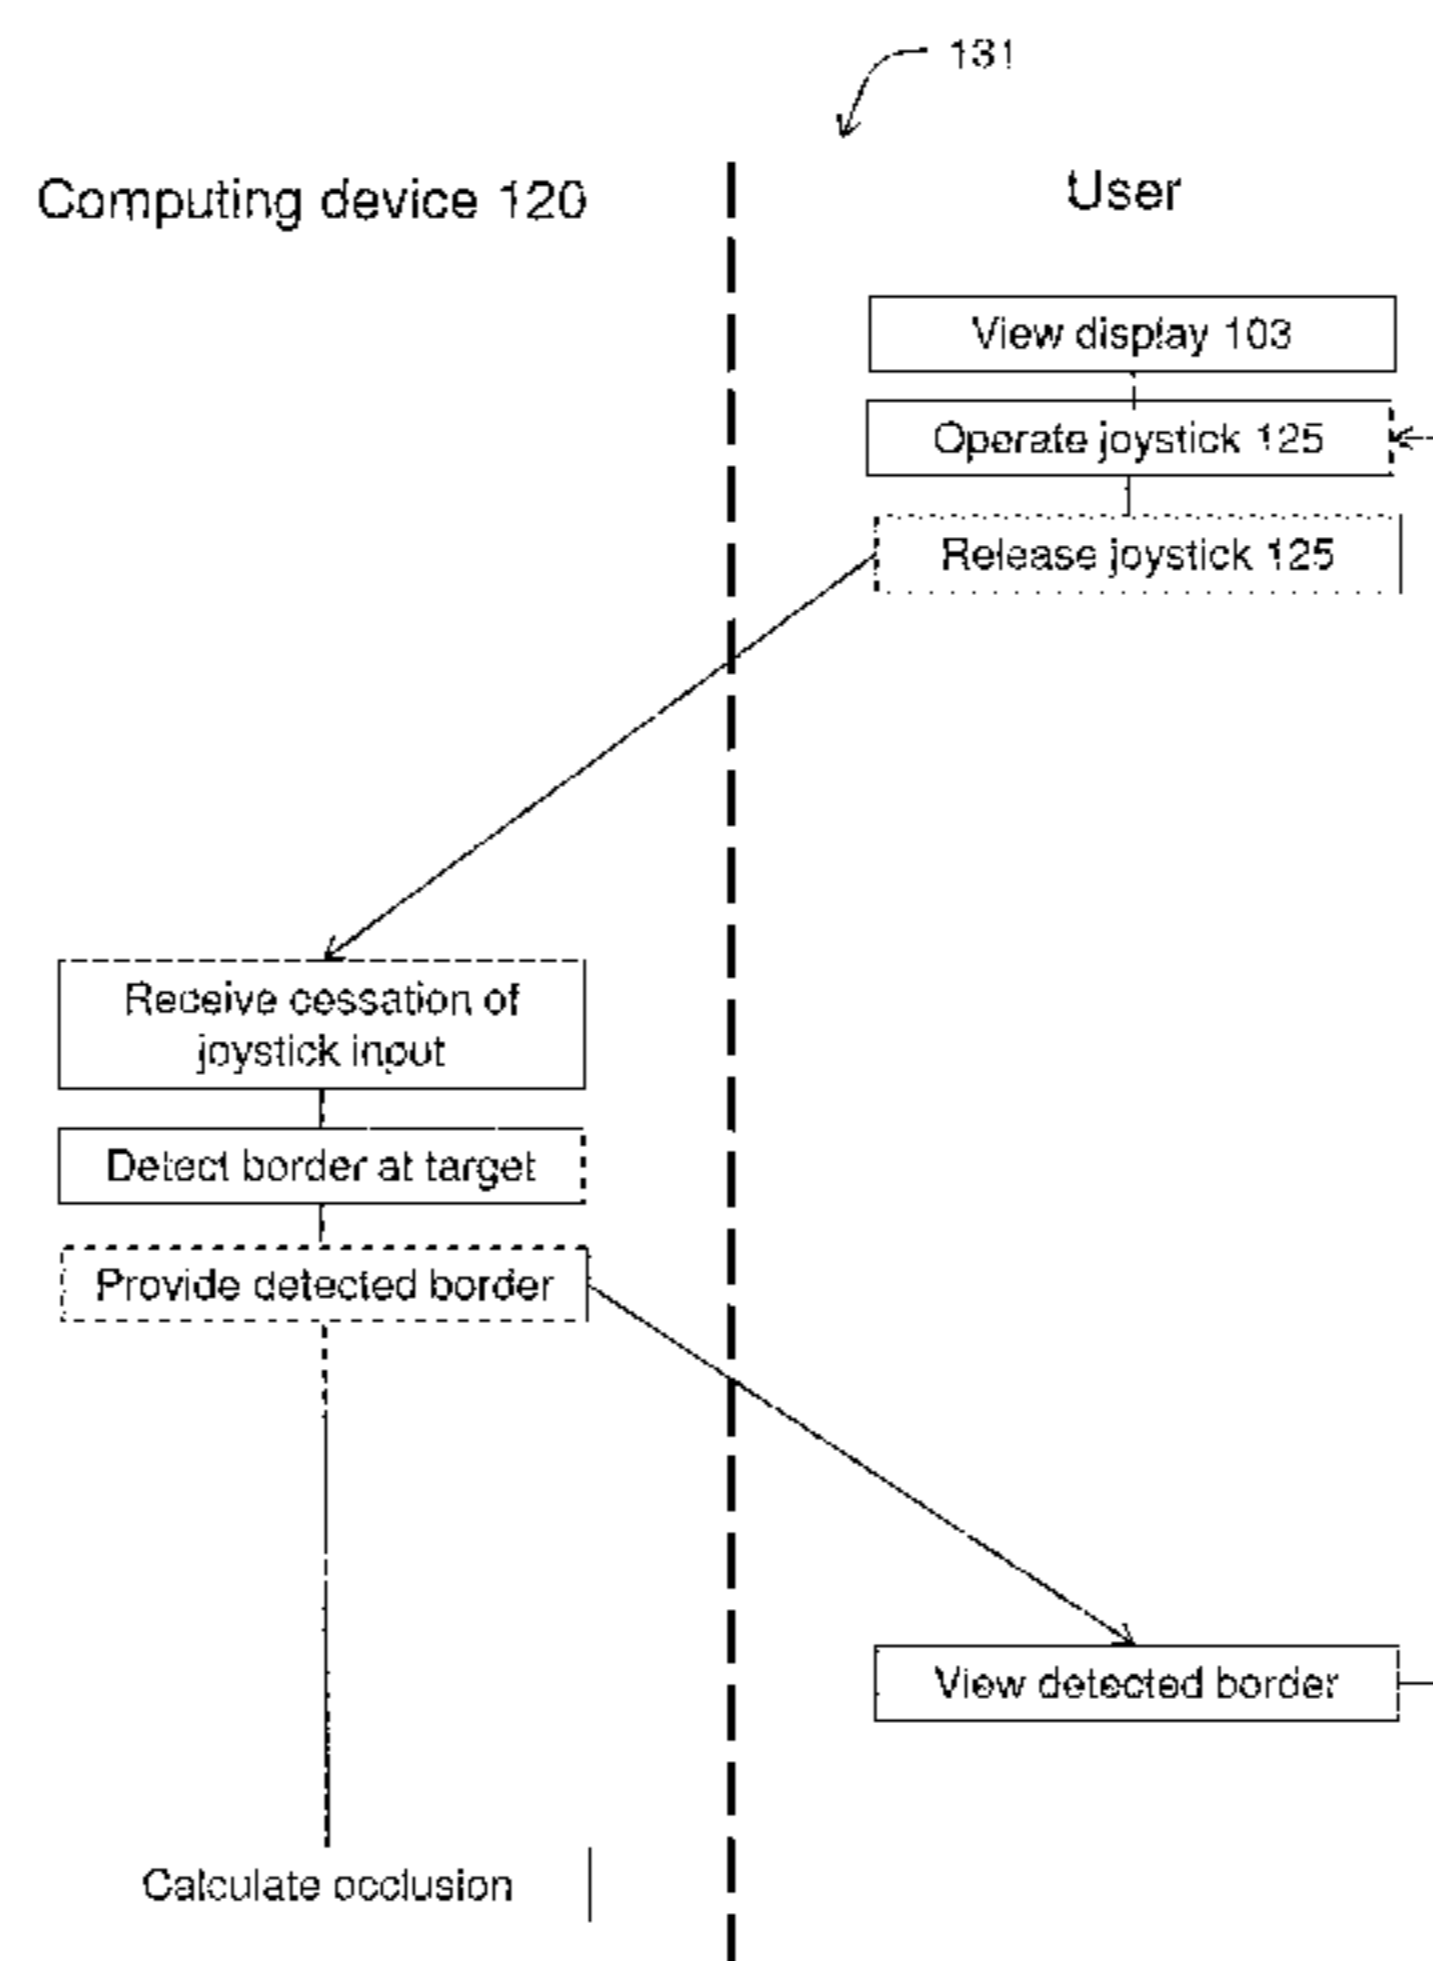 131
Computing device 120
User
View display 103
Operate joystick 125
Release joystick 125
Receive cessation of
joystick input
Detect border at target
Provide detected border
View detected border
Calculate occlusion